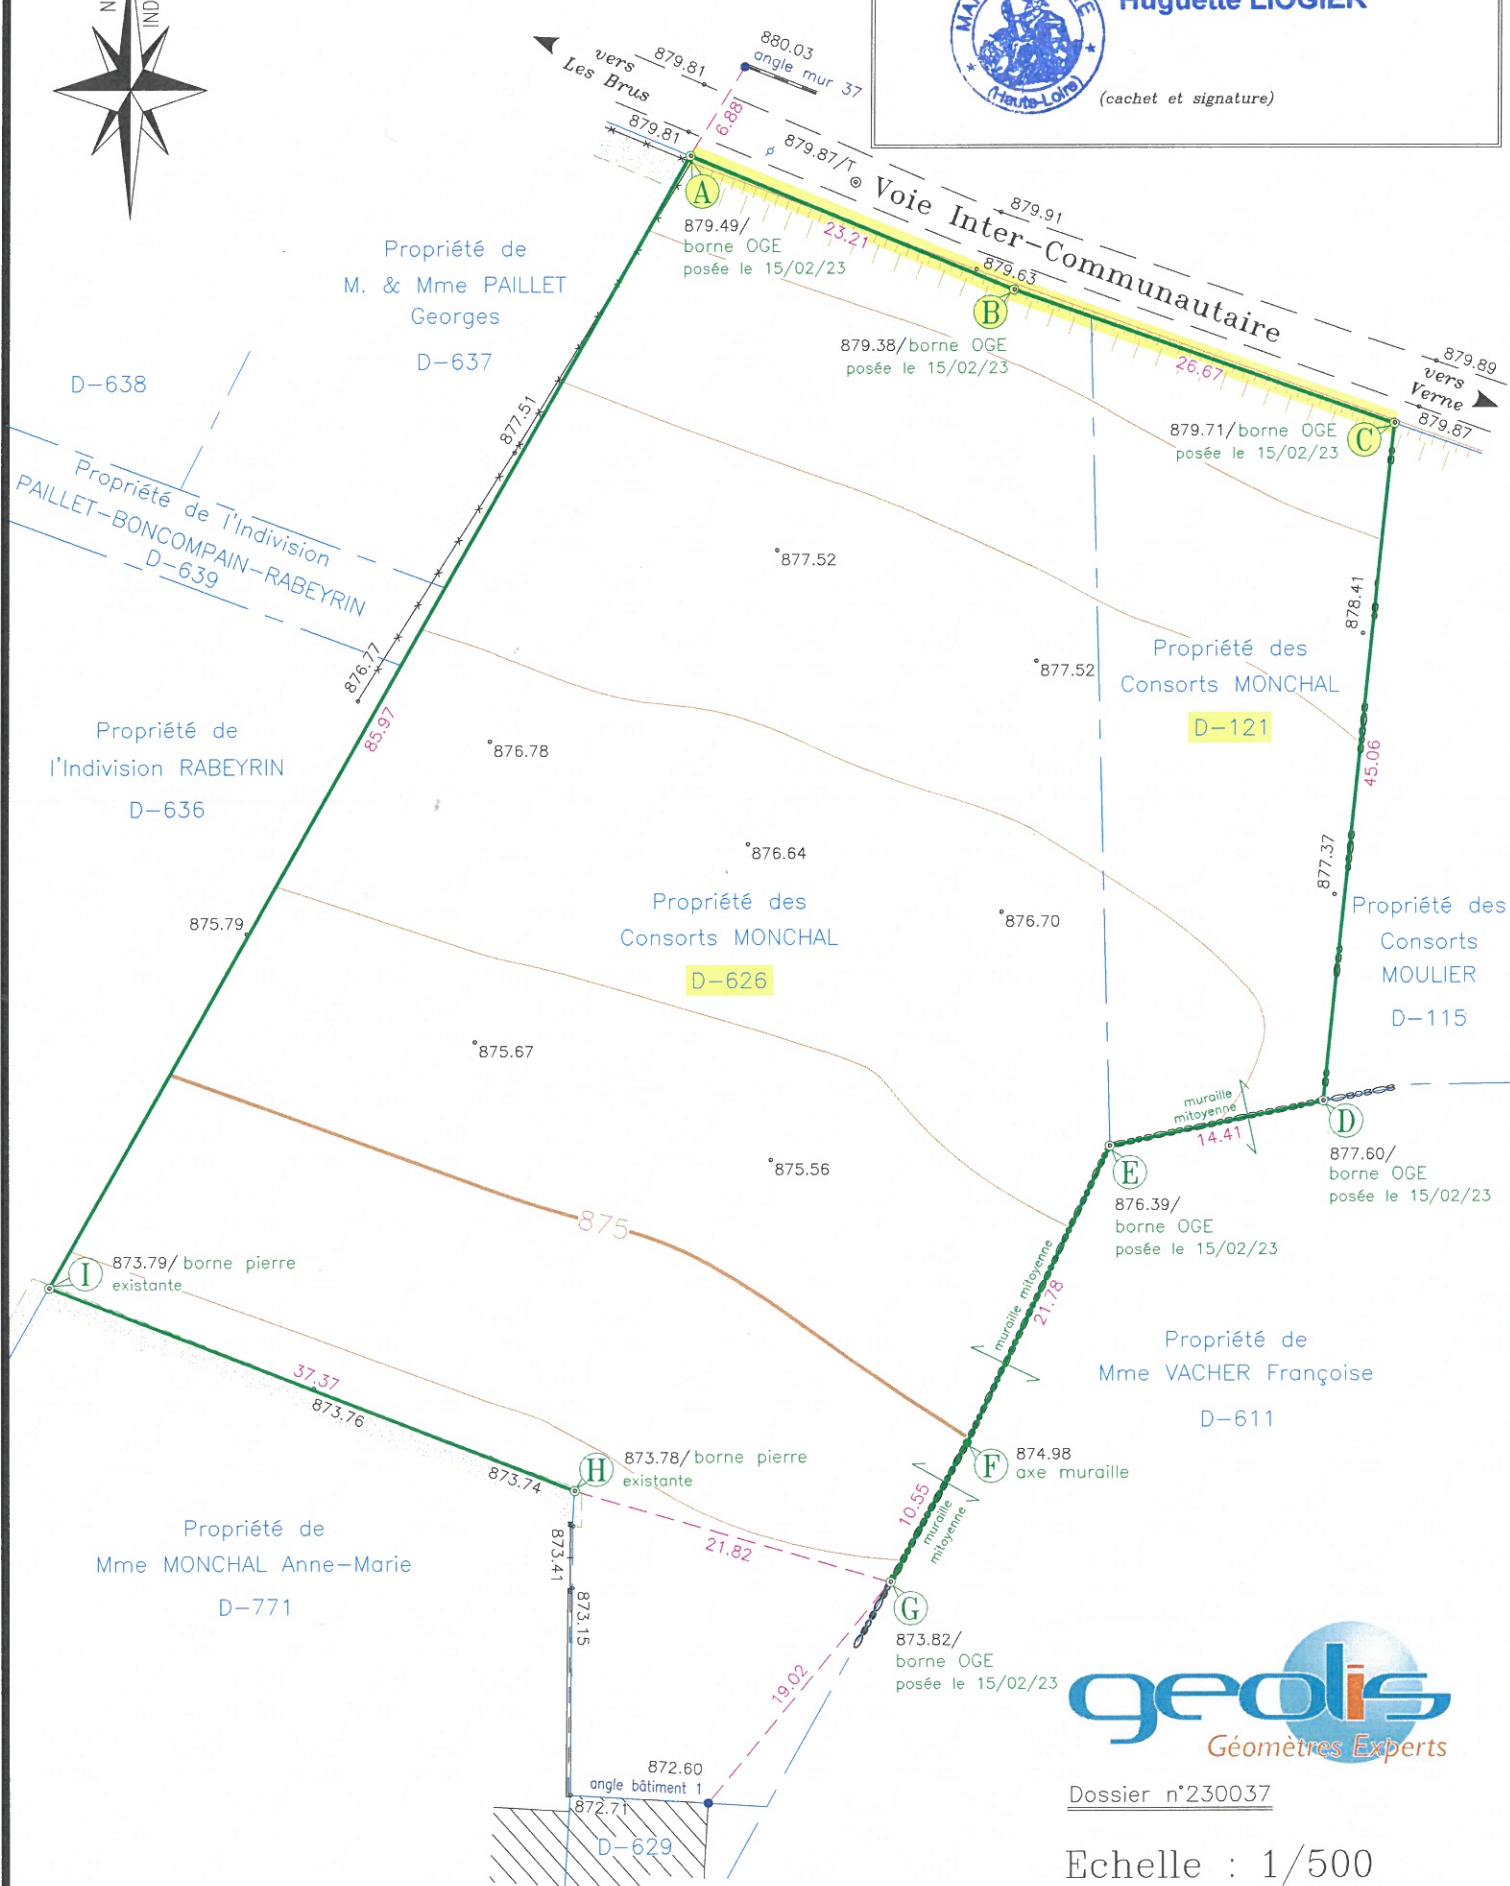 N
IND
Huguette LIOGIER
(Haute-Loire)
(cachet et signature)
vers
Les Brus
879.81
880.03
angle mur 37
879.81
6.88
879.87/T
Voie Inter-Communautaire
879.91
A
879.49/
borne OGE
posée le 15/02/23
23.21
879.63
B
879.38/borne OGE
posée le 15/02/23
26.67
879.89
vers
Verne
879.87
879.71/borne OGE
posée le 15/02/23
C
Propriété de
M. & Mme PAILLET
Georges
D-637
D-638
877.51
Propriété de l'Indivision
PAILLET-BONCOMPAIN-RABEYRIN
D-639
877.52
878.41
876.77
877.52
Propriété des
Consorts MONCHAL
D-121
85.97
45.06
Propriété de
l'Indivision RABEYRIN
D-636
876.78
876.64
877.37
875.79
Propriété des
Consorts MONCHAL
D-626
876.70
Propriété des
Consorts
MOULIER
D-115
875.67
muraille
mitoyenne
14.41
D
877.60/
borne OGE
posée le 15/02/23
875.56
E
876.39/
borne OGE
posée le 15/02/23
875
I
873.79/borne pierre
existante
muraille mitoyenne
21.78
Propriété de
Mme VACHER Françoise
D-611
37.37
873.76
873.74
H
873.78/borne pierre
existante
F
874.98
axe muraille
10.55
muraille
mitoyenne
21.82
Propriété de
Mme MONCHAL Anne-Marie
D-771
873.41
873.15
G
873.82/
borne OGE
posée le 15/02/23
19.02
872.60
angle bâtiment 1
872.71
D-629
geolis
Géomètres Experts
Dossier n°230037
Echelle : 1/500